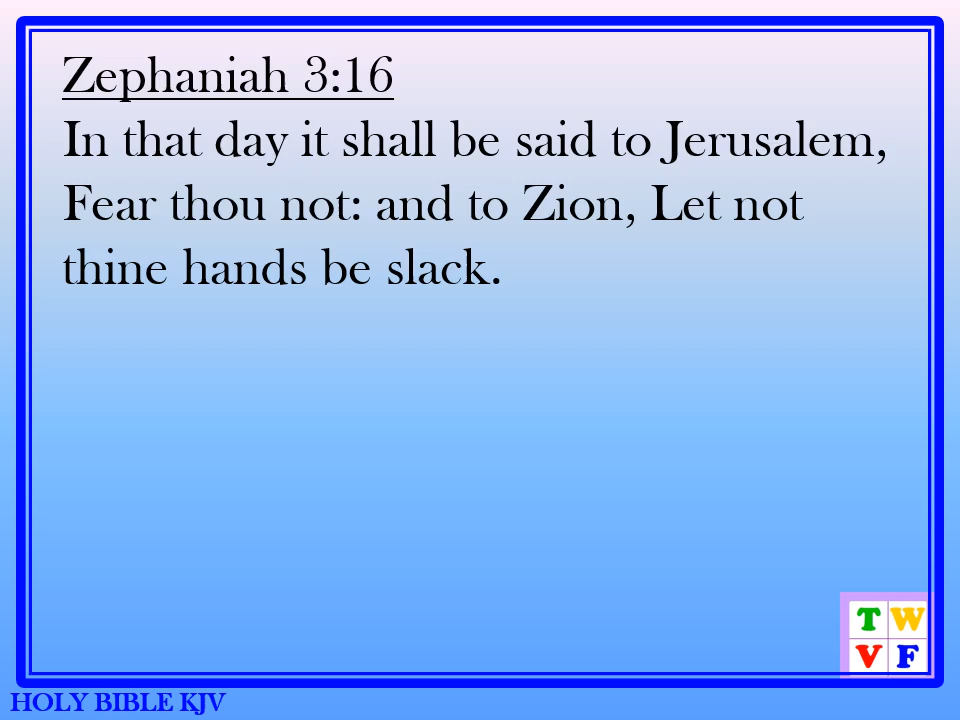 Zephaniah 3:16
In that day it shall be said to Jerusalem,
Fear thou not: and to Zion, Let not
thine hands be slack.
T W
V F
HOLY BIBLE KJV